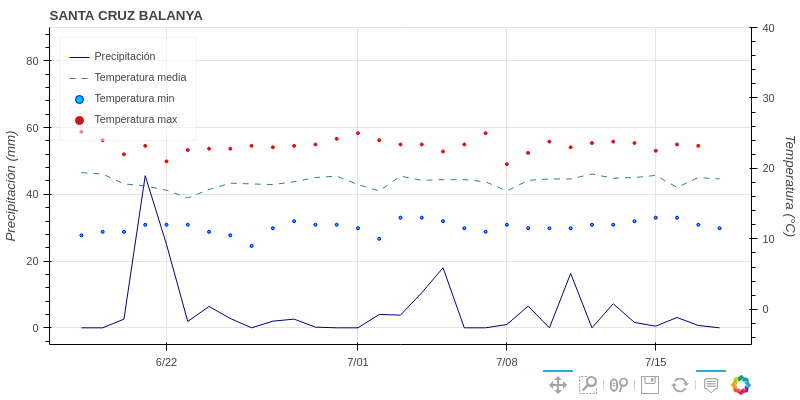 SANTA CRUZ BALANYA
Precipitación
Temperatura media
Temperatura min
Temperatura max
Precipitación (mm)
80
60
40
20
0
Temperatura (°C)
40
30
20
10
0
6/22
7/01
7/08
7/15